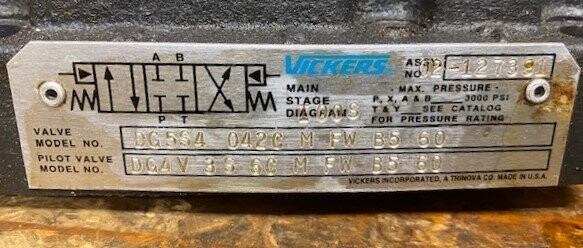 A B
P T
VICKERS
ASSY. NO. 02-127391
MAIN STAGE DIAGRAM
MAX. PRESSURE -
P, X, A & B - 3000 PSI
T & Y - SEE CATALOG
FOR PRESSURE RATING
VALVE MODEL NO. DG5S4 042C M FW B5 60
PILOT VALVE MODEL NO. DG4V 3S 6C M FW B5 60
VICKERS INCORPORATED, A TRINOVA CO. MADE IN U.S.A.